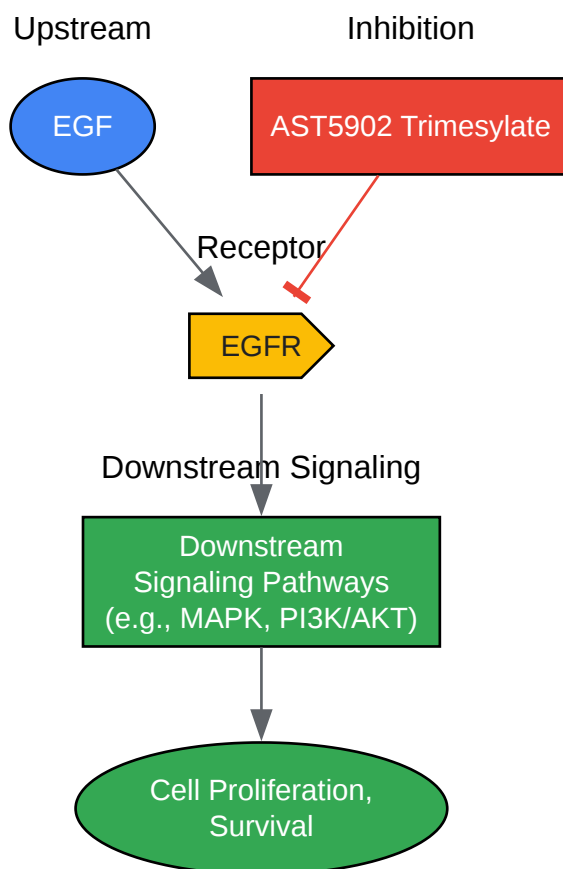 Upstream
Inhibition
EGF
AST5902 Trimesylate
Receptor
EGFR
Downstream Signaling
Downstream
Signaling Pathways
(e.g., MAPK, PI3K/AKT)
Cell Proliferation,
Survival